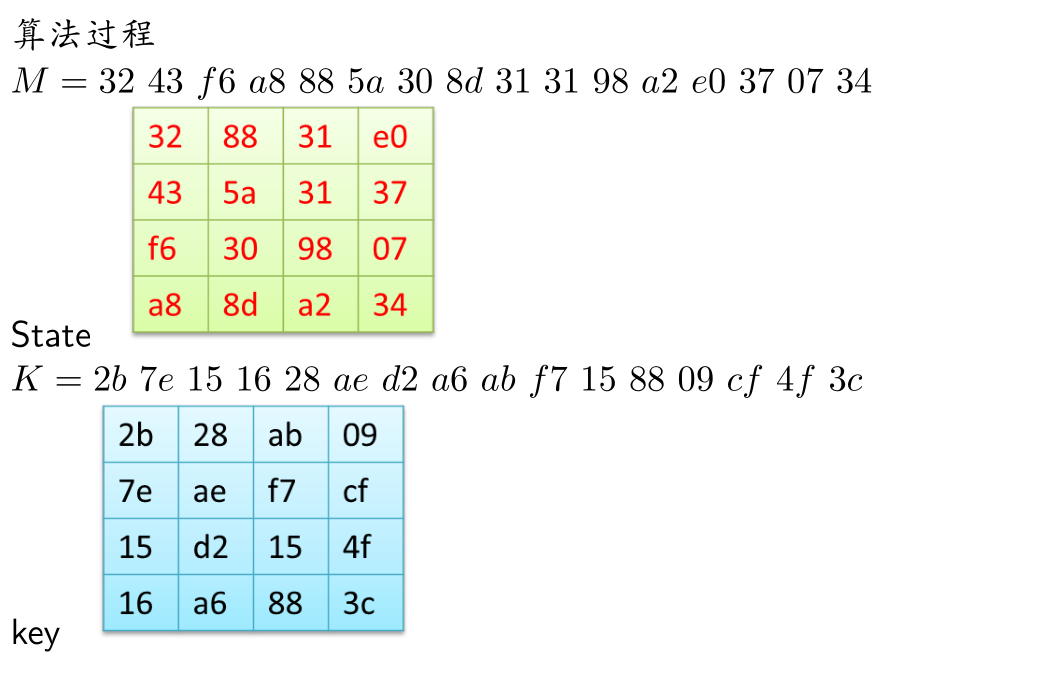 算法过程
M = 32 43 f6 a8 88 5a 30 8d 31 31 98 a2 e0 37 07 34
32 88 31 e0
43 5a 31 37
f6 30 98 07
a8 8d a2 34
State
K = 2b 7e 15 16 28 ae d2 a6 ab f7 15 88 09 cf 4f 3c
2b 28 ab 09
7e ae f7 cf
15 d2 15 4f
16 a6 88 3c
key